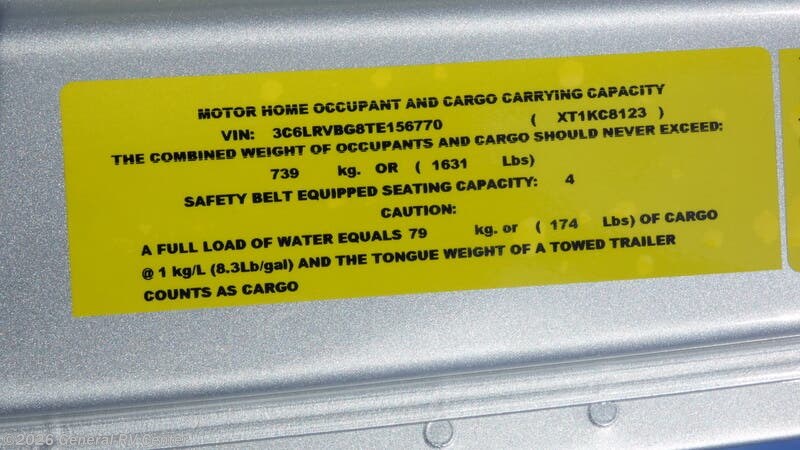 MOTOR HOME OCCUPANT AND CARGO CARRYING CAPACITY
VIN: 3C6LRVBG8TE156770 ( XT1KC8123 )
THE COMBINED WEIGHT OF OCCUPANTS AND CARGO SHOULD NEVER EXCEED:
739 kg. OR ( 1631 Lbs)
SAFETY BELT EQUIPPED SEATING CAPACITY: 4
CAUTION:
A FULL LOAD OF WATER EQUALS 79 kg. or ( 174 Lbs) OF CARGO
@ 1 kg/L (8.3Lb/gal) AND THE TONGUE WEIGHT OF A TOWED TRAILER
COUNTS AS CARGO
©2026 General RV Center